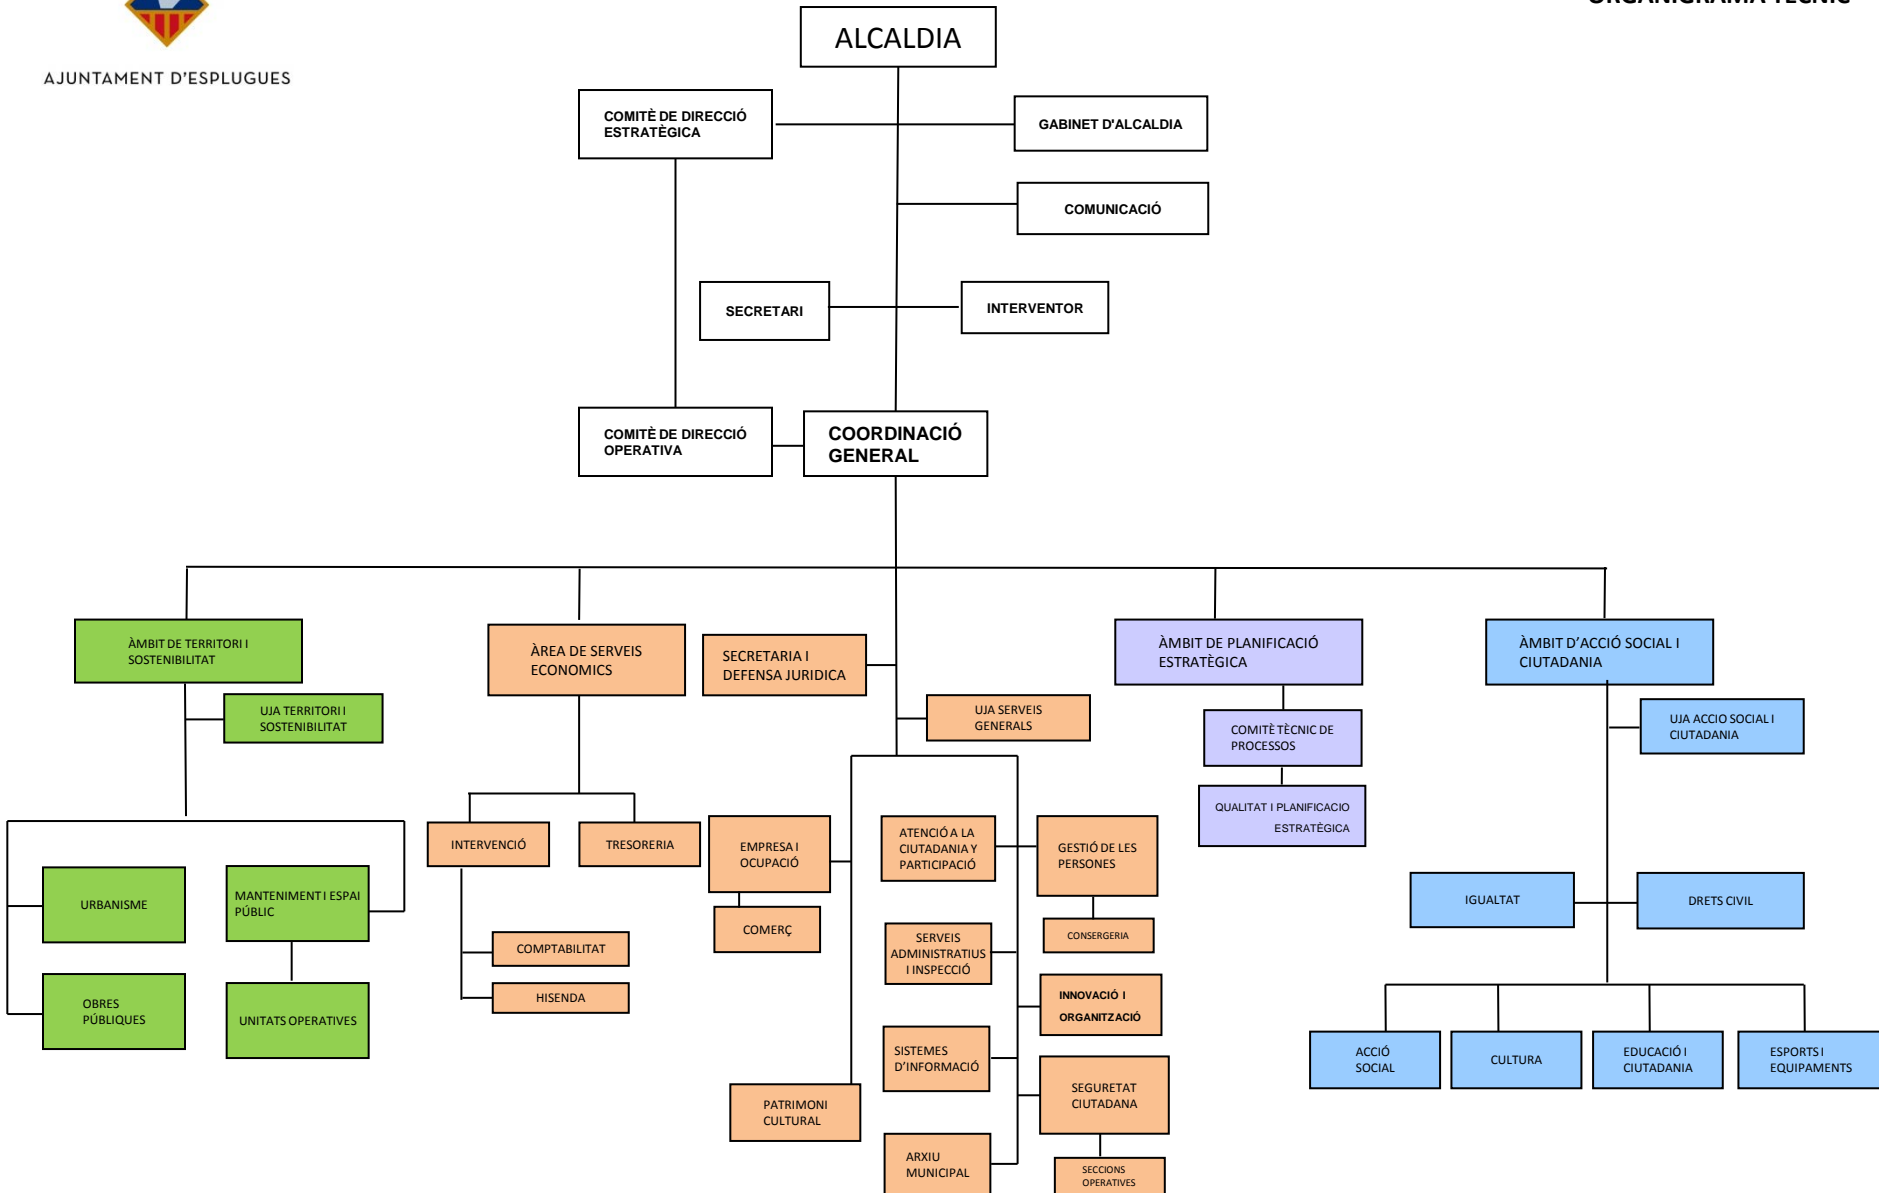 ORGANIGRAMA TÈCNIC
AJUNTAMENT D'ESPLUGUES
ALCALDIA
COMITÈ DE DIRECCIÓ
ESTRATÈGICA
GABINET D'ALCALDIA
COMUNICACIÓ
SECRETARI
INTERVENTOR
COMITÈ DE DIRECCIÓ
OPERATIVA
COORDINACIÓ
GENERAL
ÀMBIT DE TERRITORI I
SOSTENIBILITAT
ÀREA DE SERVEIS
ECONOMICS
SECRETARIA I
DEFENSA JURIDICA
ÀMBIT DE PLANIFICACIÓ
ESTRATÈGICA
ÀMBIT D'ACCIÓ SOCIAL I
CIUTADANIA
UJA TERRITORI I
SOSTENIBILITAT
UJA SERVEIS
GENERALS
COMITÈ TÈCNIC DE
PROCESSOS
UJA ACCIO SOCIAL I
CIUTADANIA
QUALITAT I PLANIFICACIO
ESTRATÈGICA
INTERVENCIÓ
TRESORERIA
EMPRESA I
OCUPACIÓ
ATENCIÓ A LA
CIUTADANIA Y
PARTICIPACIÓ
GESTIÓ DE LES
PERSONES
URBANISME
MANTENIMENT I ESPAI
PÚBLIC
IGUALTAT
DRETS CIVIL
COMERÇ
CONSERGERIA
COMPTABILITAT
SERVEIS
ADMINISTRATIUS
I INSPECCIÓ
HISENDA
INNOVACIÓ I
ORGANITZACIÓ
OBRES
PÚBLIQUES
UNITATS OPERATIVES
SISTEMES
D'INFORMACIÓ
ACCIÓ
SOCIAL
CULTURA
EDUCACIÓ I
CIUTADANIA
ESPORTS I
EQUIPAMENTS
PATRIMONI
CULTURAL
SEGURETAT
CIUTADANA
ARXIU
MUNICIPAL
SECCIONS
OPERATIVES